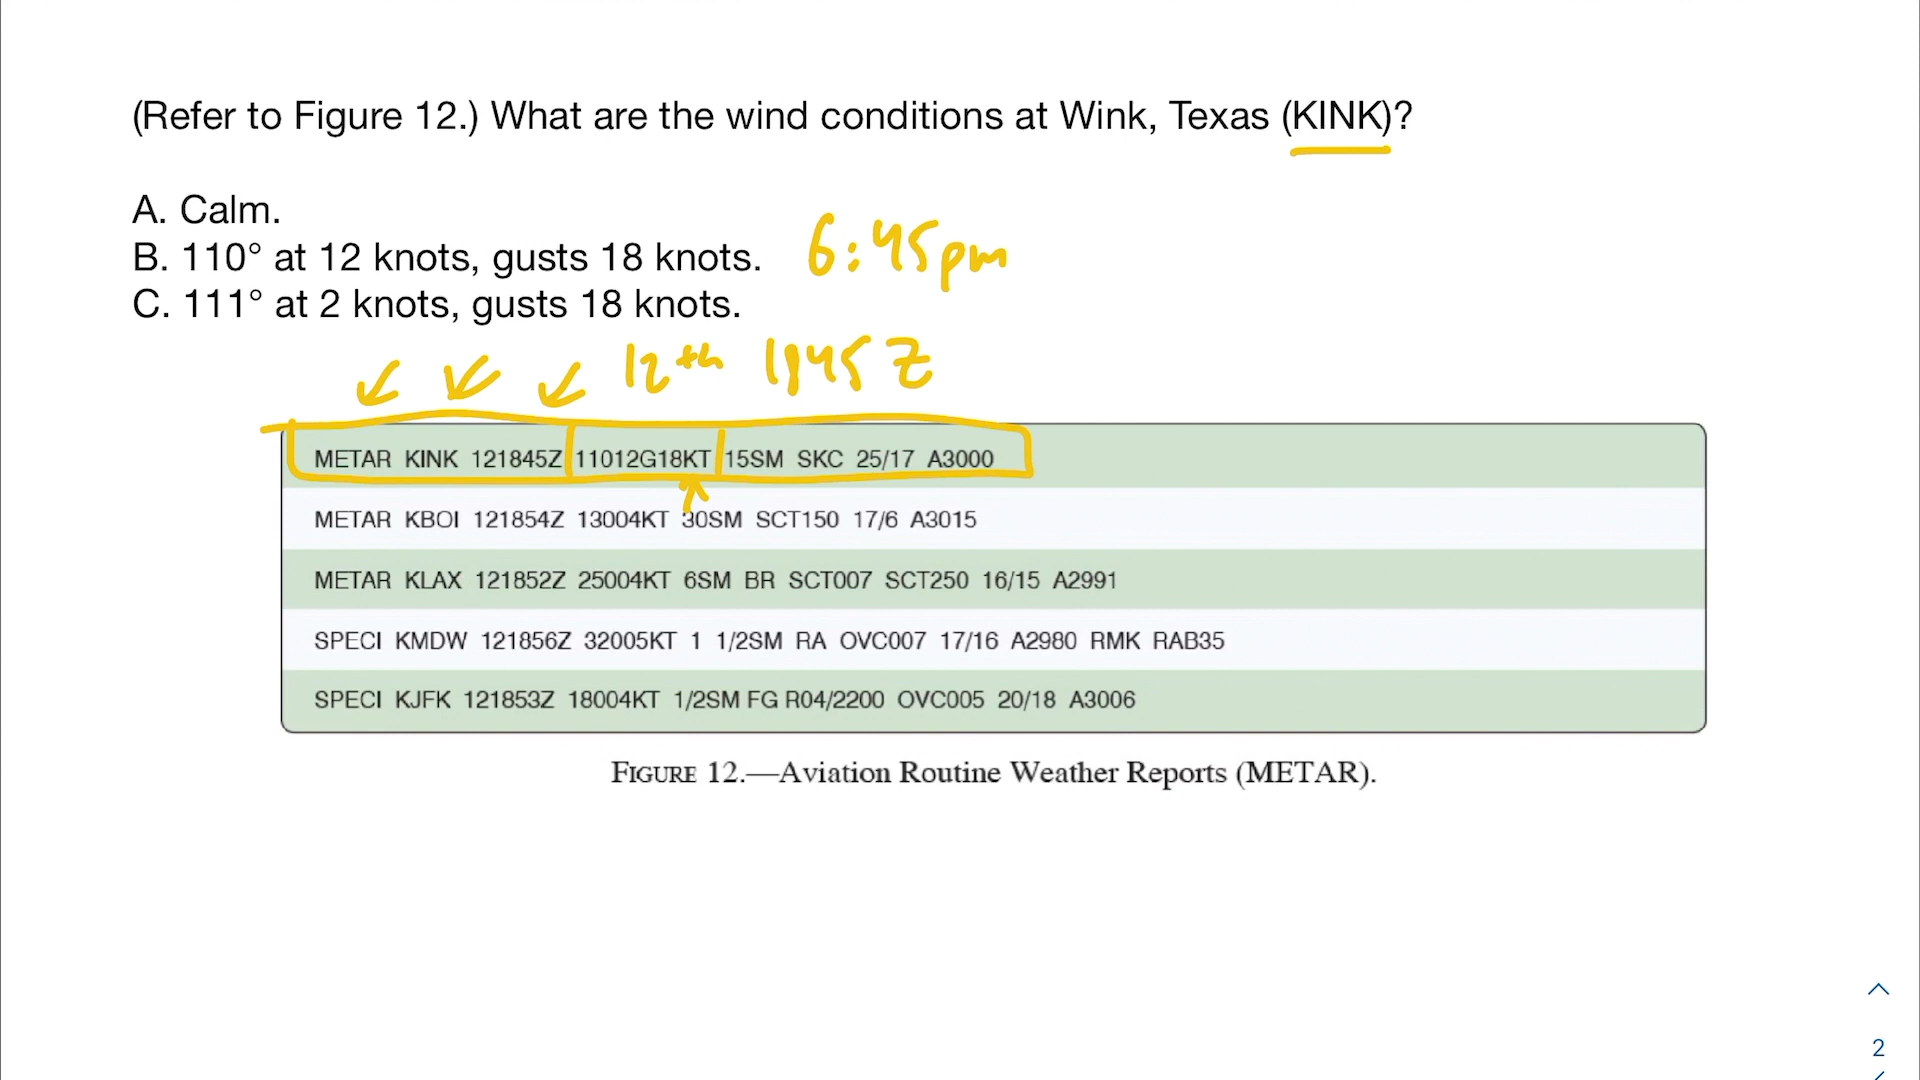 (Refer to Figure 12.) What are the wind conditions at Wink, Texas (KINK)?
A. Calm.
B. 110° at 12 knots, gusts 18 knots.
6:45pm
C. 111° at 2 knots, gusts 18 knots.
12th 1845 Z
METAR KINK 121845Z 11012G18KT 15SM SKC 25/17 A3000
METAR KBOI 121854Z 13004KT 30SM SCT150 17/6 A3015
METAR KLAX 121852Z 25004KT 6SM BR SCT007 SCT250 16/15 A2991
SPECI KMDW 121856Z 32005KT 1 1/2SM RA OVC007 17/16 A2980 RMK RAB35
SPECI KJFK 121853Z 18004KT 1/2SM FG R04/2200 OVC005 20/18 A3006
FIGURE 12.—Aviation Routine Weather Reports (METAR).
2